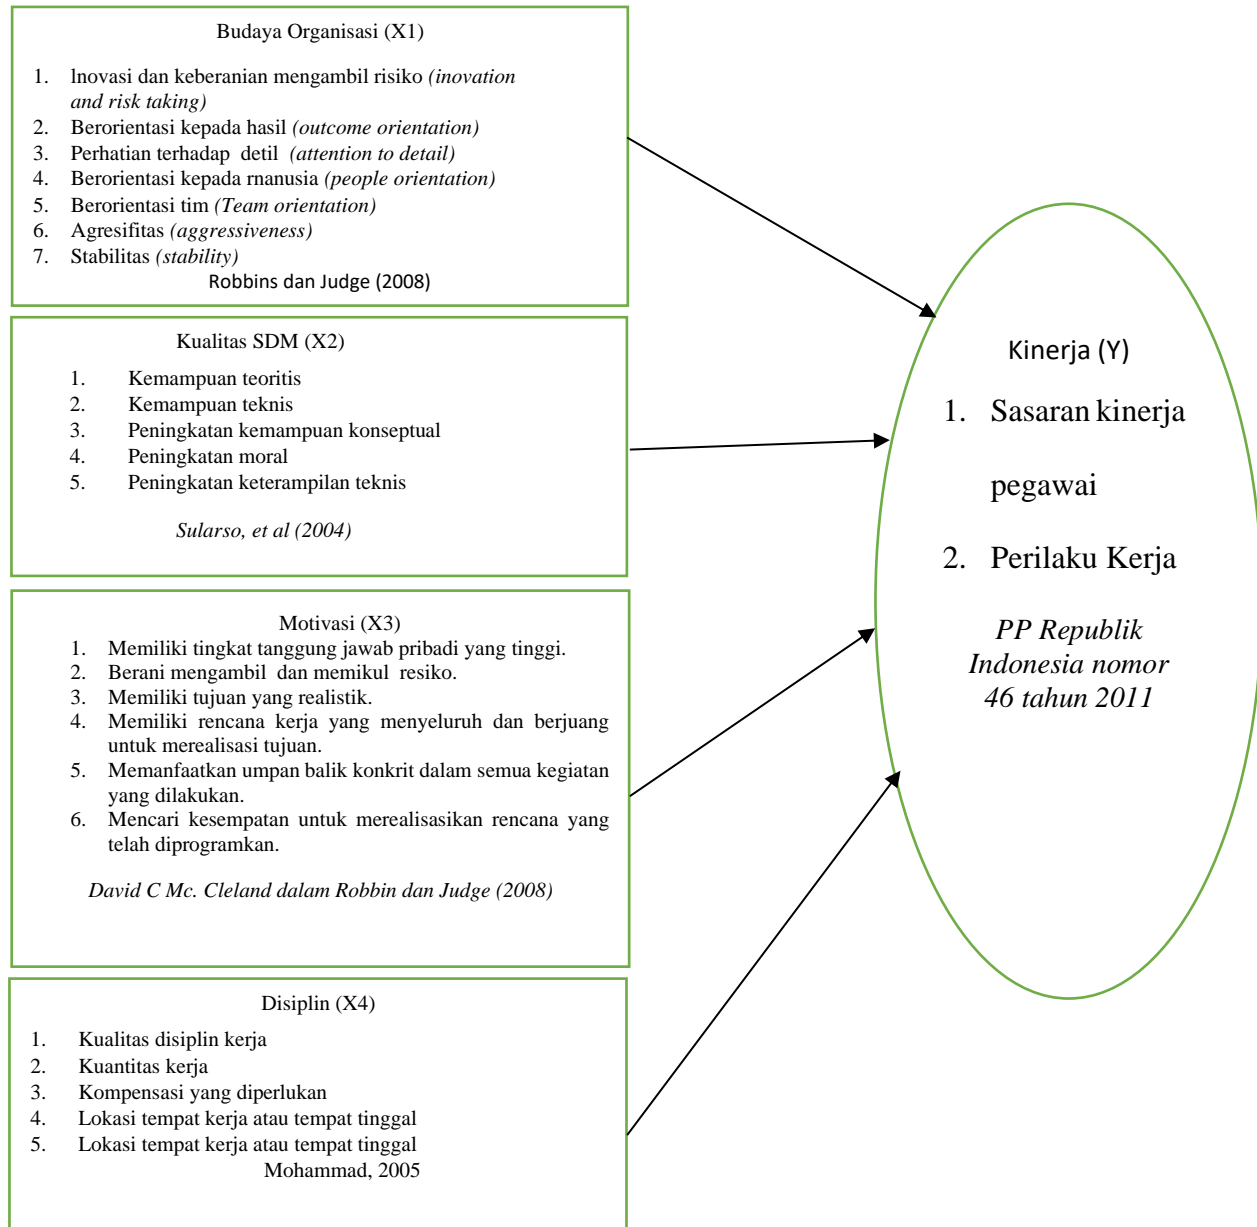 Budaya Organisasi (X1)
1. lnovasi dan keberanian mengambil risiko (inovation
and risk taking)
2. Berorientasi kepada hasil (outcome orientation)
3. Perhatian terhadap detil (attention to detail)
4. Berorientasi kepada rnanusia (people orientation)
5. Berorientasi tim (Team orientation)
6. Agresifitas (aggressiveness)
7. Stabilitas (stability)
Robbins dan Judge (2008)
Kualitas SDM (X2)
1. Kemampuan teoritis
2. Kemampuan teknis
3. Peningkatan kemampuan konseptual
4. Peningkatan moral
5. Peningkatan keterampilan teknis
Sularso, et al (2004)
Motivasi (X3)
1. Memiliki tingkat tanggung jawab pribadi yang tinggi.
2. Berani mengambil dan memikul resiko.
3. Memiliki tujuan yang realistik.
4. Memiliki rencana kerja yang menyeluruh dan berjuang
untuk merealisasi tujuan.
5. Memanfaatkan umpan balik konkrit dalam semua kegiatan
yang dilakukan.
6. Mencari kesempatan untuk merealisasikan rencana yang
telah diprogramkan.
David C Mc. Cleland dalam Robbin dan Judge (2008)
Disiplin (X4)
1. Kualitas disiplin kerja
2. Kuantitas kerja
3. Kompensasi yang diperlukan
4. Lokasi tempat kerja atau tempat tinggal
5. Lokasi tempat kerja atau tempat tinggal
Mohammad, 2005
Kinerja (Y)
1. Sasaran kinerja
pegawai
2. Perilaku Kerja
PP Republik
Indonesia nomor
46 tahun 2011